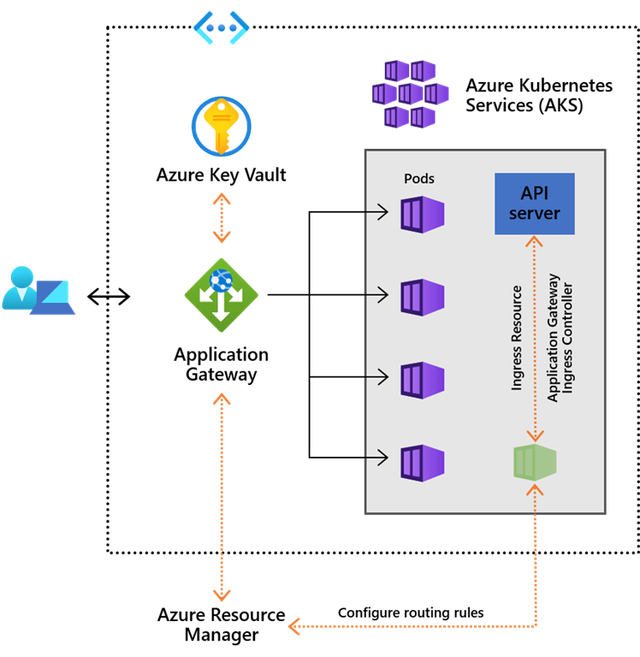 Azure Kubernetes
Services (AKS)
Azure Key Vault
Pods
API
server
Application
Gateway
Ingress Resource
Application Gateway
Ingress Controller
Azure Resource
Manager
Configure routing rules